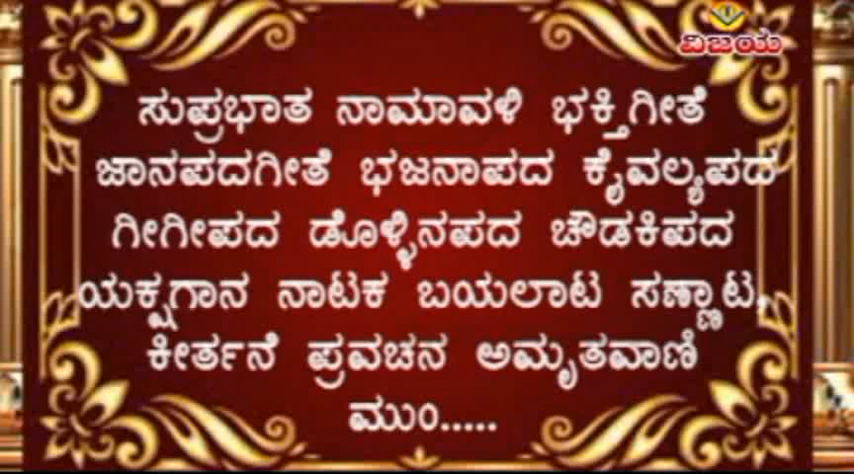 ವಿಜಯ
ಸುಪ್ರಭಾತ ನಾಮಾವಳಿ ಭಕ್ತಿಗೀತೆ
ಜಾನಪದಗೀತೆ ಭಜನಾಪದ ಕೈವಲ್ಯಪದ
ಗೀಗೀಪದ ಡೊಳ್ಳಿನಪದ ಚೌಡಕಿಪದ
ಯಕ್ಷಗಾನ ನಾಟಕ ಬಯಲಾಟ ಸಣ್ಣಾಟ,
ಕೀರ್ತನೆ ಪ್ರವಚನ ಅಮೃತವಾಣಿ
ಮುಂ.....